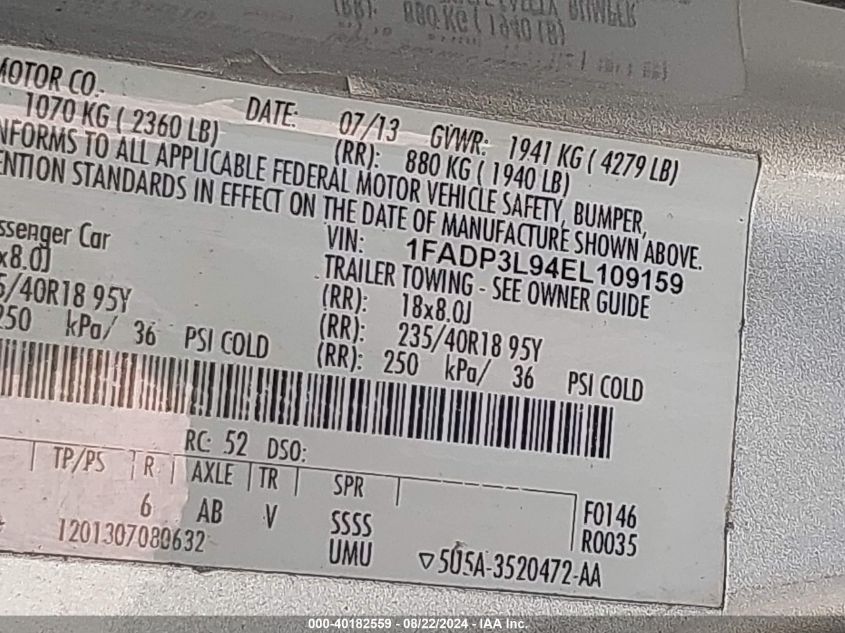 (RR): 880 KG ( 1940 LB)
MOTOR CO.
DATE: 07/13 GVWR: 1941 KG ( 4279 LB)
1070 KG ( 2360 LB) (RR): 880 KG ( 1940 LB)
NFORMS TO ALL APPLICABLE FEDERAL MOTOR VEHICLE SAFETY, BUMPER,
ENTION STANDARDS IN EFFECT ON THE DATE OF MANUFACTURE SHOWN ABOVE.
ssenger Car VIN: 1FADP3L94EL109159
x8.0J TRAILER TOWING - SEE OWNER GUIDE
(RR): 18x8.0J
5/40R18 95Y (RR): 235/40R18 95Y
250 kPa/ 36 PSI COLD (RR): 250 kPa/ 36 PSI COLD
RC: 52 DSO:
TP/PS R AXLE TR SPR
6 AB V SSSS F0146
1201307080632 UMU R0035
5U5A-3520472-AA
000-40182559 - 08/22/2024 - IAA Inc.